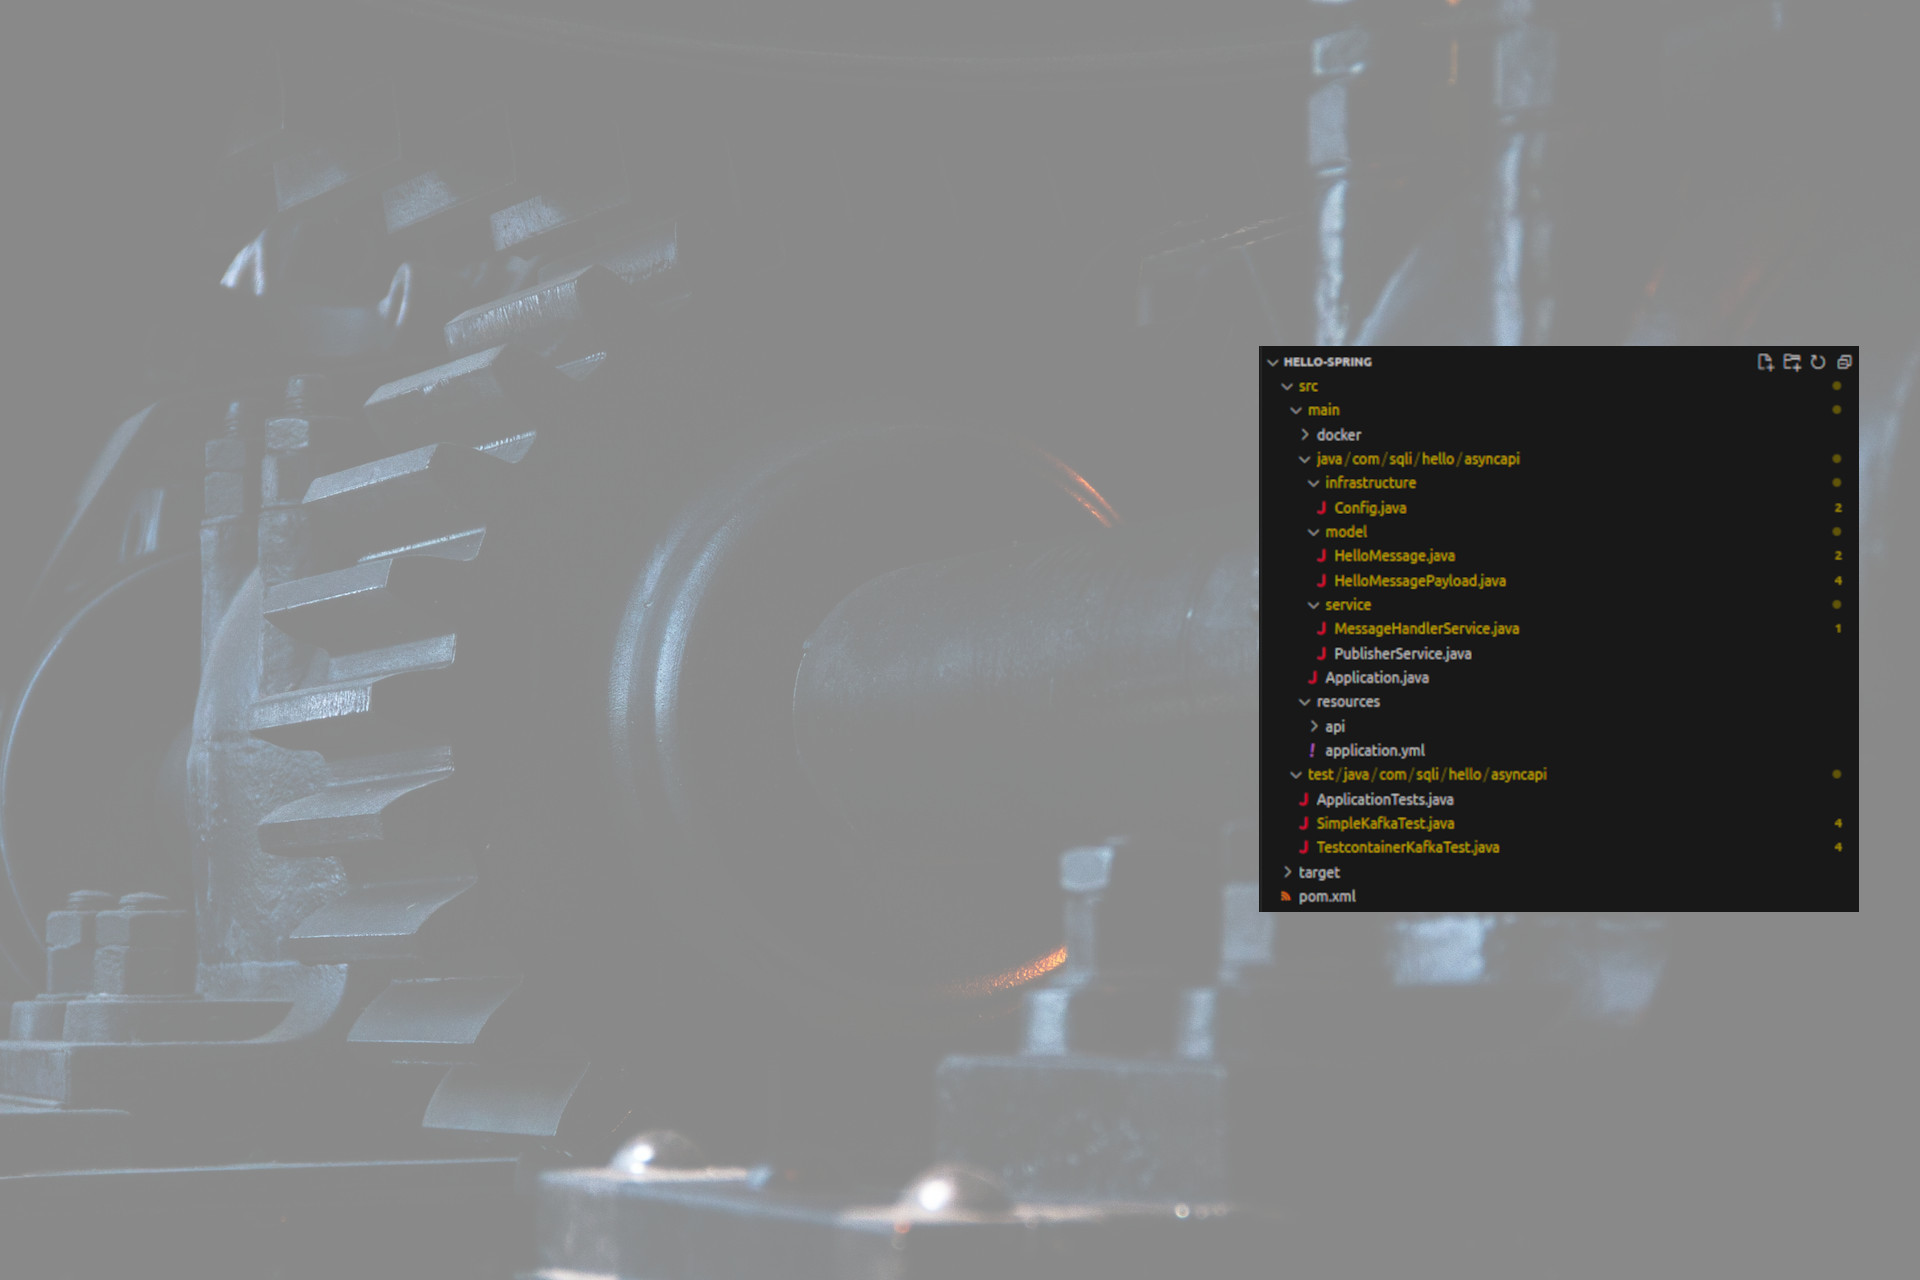 HELLO-SPRING
src
main
docker
java/com/sqli/hello/asyncapi
infrastructure
Config.java 2
model
HelloMessage.java 2
HelloMessagePayload.java 4
service
MessageHandlerService.java 1
PublisherService.java
Application.java
resources
api
! application.yml
test/java/com/sqli/hello/asyncapi
ApplicationTests.java
SimpleKafkaTest.java 4
TestcontainerKafkaTest.java 4
target
pom.xml